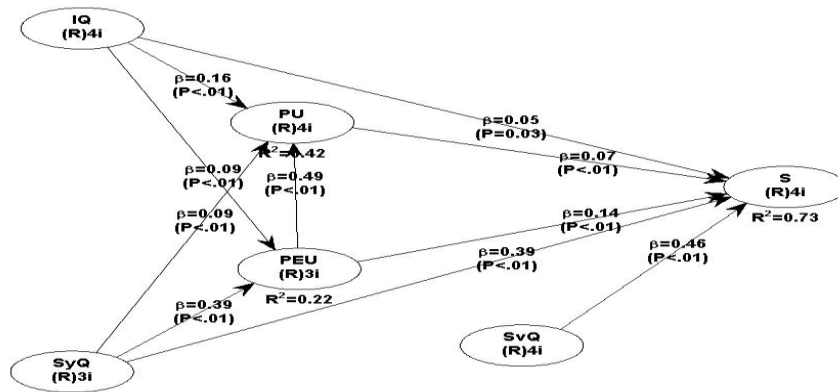 IQ
(R)4i
β=0.16
(P<.01)
PU
(R)4i
R²=0.42
β=0.05
(P=0.03)
β=0.07
(P<.01)
S
(R)4i
R²=0.73
β=0.09
(P<.01)
β=0.49
(P<.01)
β=0.09
(P<.01)
β=0.14
(P<.01)
PEU
(R)3i
R²=0.22
β=0.39
(P<.01)
β=0.46
(P<.01)
β=0.39
(P<.01)
SvQ
(R)4i
SyQ
(R)3i